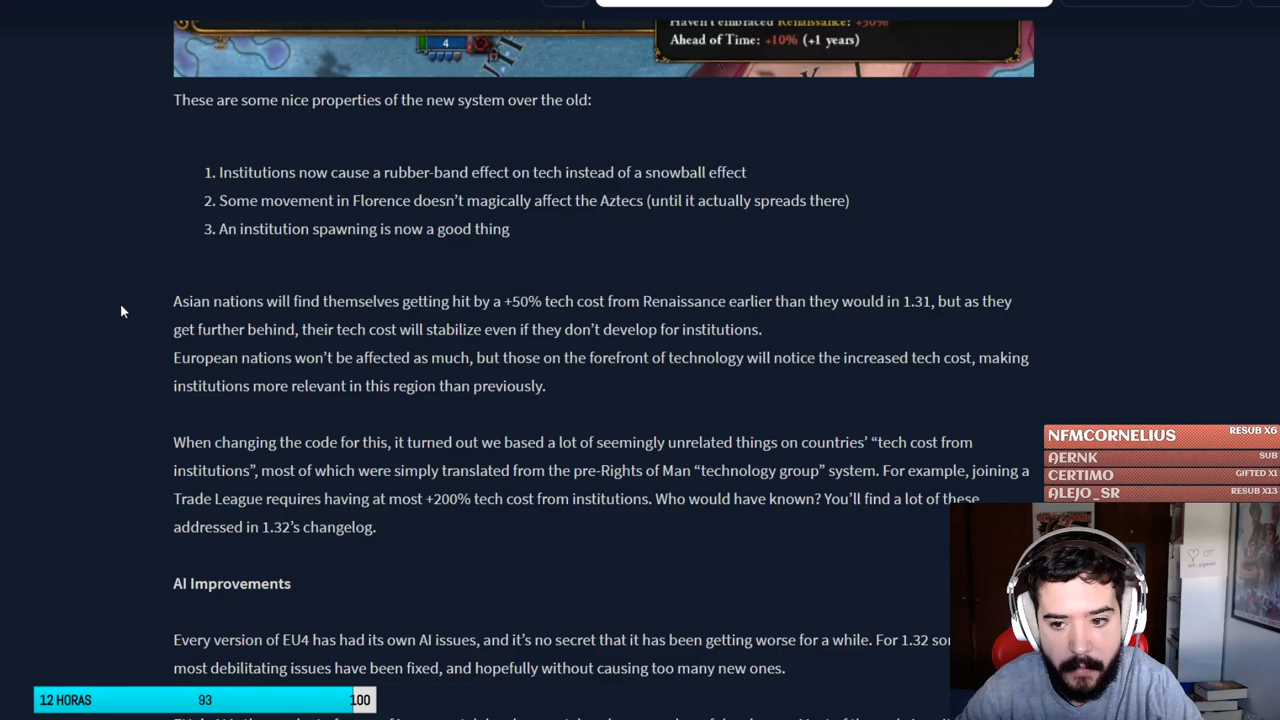 Haven't embraced Renaissance: +50%
Ahead of Time: +10% (+1 years)
4
These are some nice properties of the new system over the old:
1. Institutions now cause a rubber-band effect on tech instead of a snowball effect
2. Some movement in Florence doesn't magically affect the Aztecs (until it actually spreads there)
3. An institution spawning is now a good thing
Asian nations will find themselves getting hit by a +50% tech cost from Renaissance earlier than they would in 1.31, but as they
get further behind, their tech cost will stabilize even if they don't develop for institutions.
European nations won't be affected as much, but those on the forefront of technology will notice the increased tech cost, making
institutions more relevant in this region than previously.
When changing the code for this, it turned out we based a lot of seemingly unrelated things on countries' “tech cost from
institutions”, most of which were simply translated from the pre-Rights of Man “technology group” system. For example, joining a
Trade League requires having at most +200% tech cost from institutions. Who would have known? You'll find a lot of these
addressed in 1.32's changelog.
NFMCORNELIUS RESUB X6
AERNK SUB
CERTIMO GIFTED X1
ALEJO_SR RESUB X13
AI Improvements
Every version of EU4 has had its own AI issues, and it's no secret that it has been getting worse for a while. For 1.32
most debilitating issues have been fixed, and hopefully without causing too many new ones.
12 HORAS 93 100